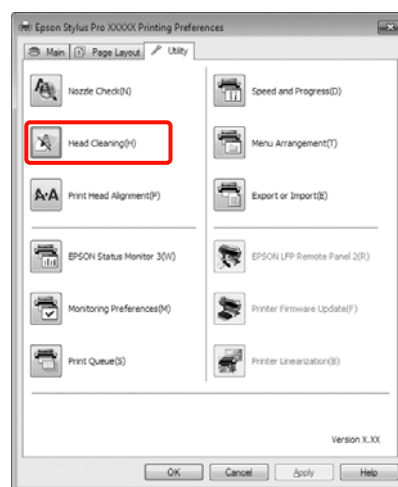 Epson Stylus Pro XXXXX Printing Preferences
Main Page Layout Utility
Nozzle Check(N)
Speed and Progress(D)
Head Cleaning(H)
Menu Arrangement(T)
A·A Print Head Alignment(P)
Export or Import(E)
EPSON Status Monitor 3(W)
EPSON LFP Remote Panel 2(R)
Monitoring Preferences(M)
Printer Firmware Update(F)
Print Queue(S)
Printer Linearization(B)
Version X.XX
OK Cancel Apply Help